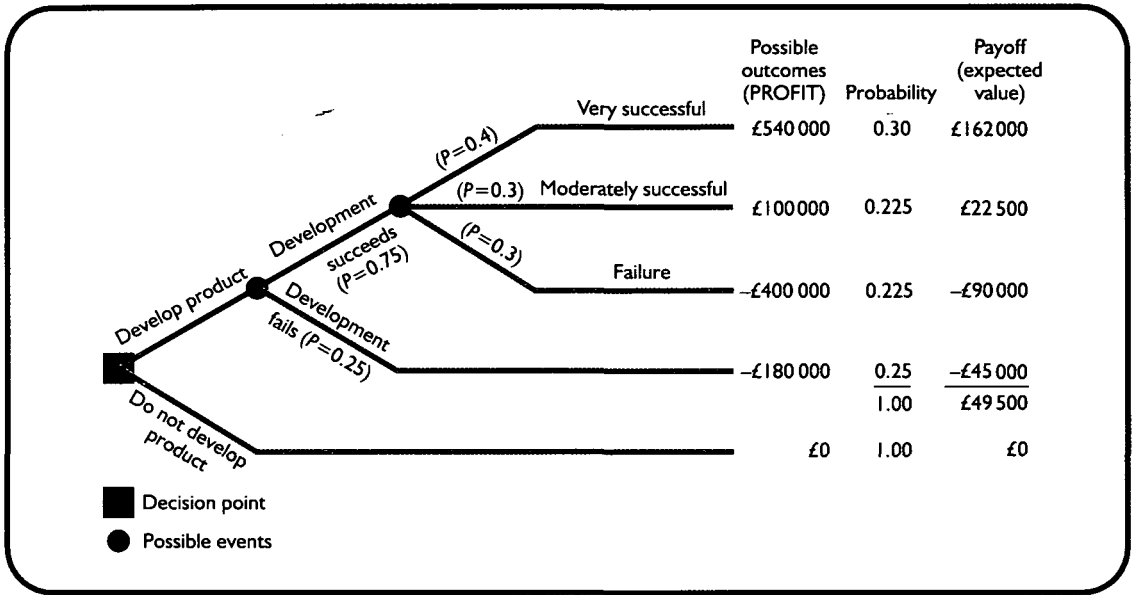 Possible outcomes (PROFIT)
Probability
Payoff (expected value)
Very successful
£540 000 0.30 £162 000
(P=0.4)
(P=0.3) Moderately successful
£100 000 0.225 £22 500
Development
succeeds
(P=0.75)
(P=0.3)
Failure
–£400 000 0.225 –£90 000
Develop product
Development
fails (P=0.25)
–£180 000 0.25 –£45 000
1.00 £49 500
Do not develop
product
£0 1.00 £0
Decision point
Possible events